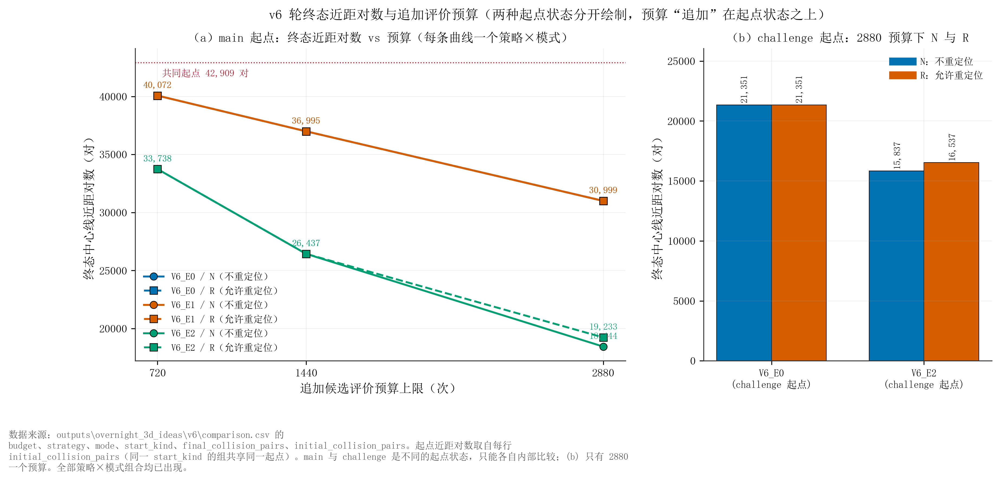 v6 轮终态近距对数与追加评价预算（两种起点状态分开绘制，预算“追加”在起点状态之上）
（a）main 起点：终态近距对数 vs 预算（每条曲线一个策略×模式）
终态中心线近距对数（对）
40000
35000
30000
25000
20000
共同起点 42,909 对
40,072
36,995
30,999
33,738
26,437
19,233
V6_E0 / N（不重定位）
V6_E0 / R（允许重定位）
V6_E1 / N（不重定位）
V6_E1 / R（允许重定位）
V6_E2 / N（不重定位）
V6_E2 / R（允许重定位）
720
1440
2880
追加候选评价预算上限（次）
（b）challenge 起点：2880 预算下 N 与 R
终态中心线近距对数（对）
25000
20000
15000
10000
5000
0
N：不重定位
R：允许重定位
21,351
21,351
15,837
16,537
V6_E0
(challenge 起点)
V6_E2
(challenge 起点)
数据来源：outputs\overnight_3d_ideas\v6\comparison.csv 的
budget、strategy、mode、start_kind、final_collision_pairs、initial_collision_pairs。起点近距对数取自每行
initial_collision_pairs（同一 start_kind 的组共享同一起点）。main 与 challenge 是不同的起点状态，只能各自内部比较；(b) 只有 2880
一个预算。全部策略×模式组合均已出现。